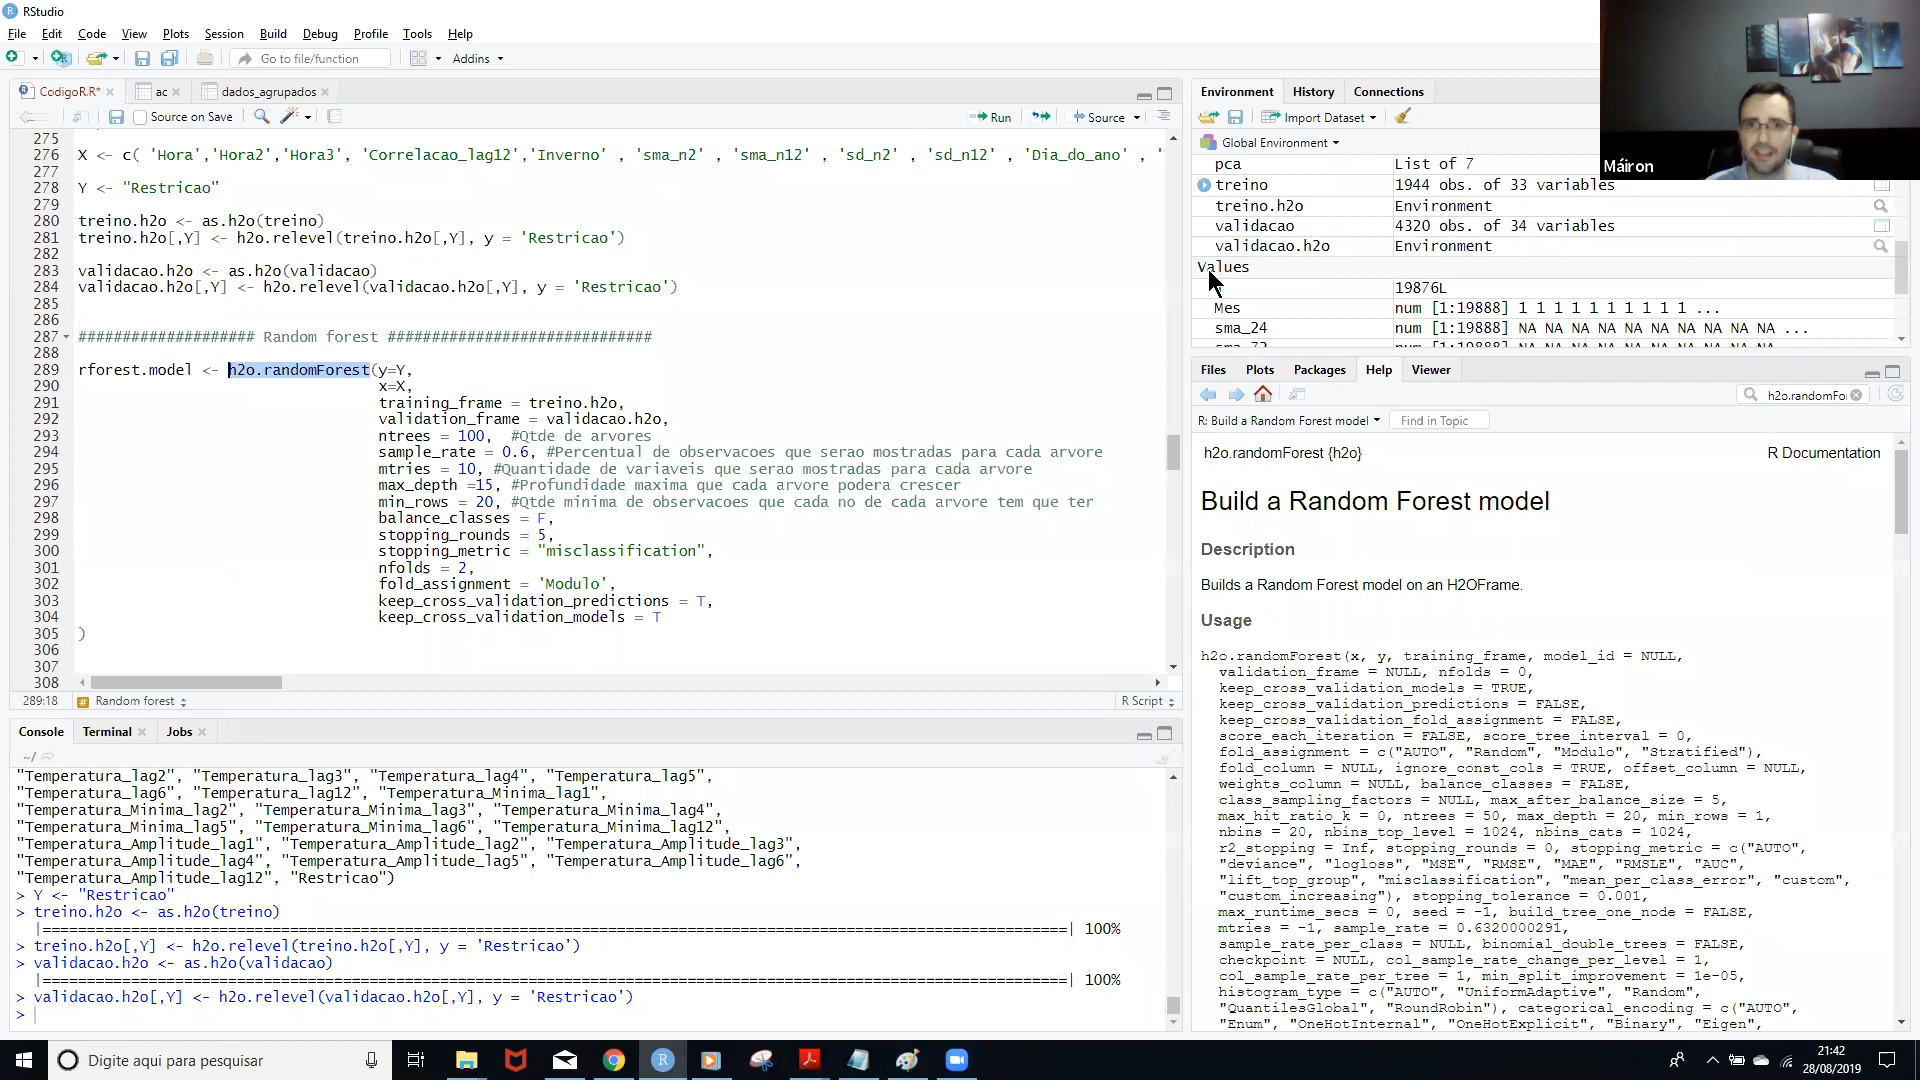 RStudio
File Edit Code View Plots Session Build Debug Profile Tools Help
Go to file/function Addins
CodigoR.R* ac dados_agrupados
Source on Save Run Source
275
276 X <- c( 'Hora','Hora2','Hora3', 'Correlacao_lag12','Inverno' , 'sma_n2' , 'sma_n12' , 'sd_n2' , 'sd_n12' , 'Dia_do_ano' ,
277
278 Y <- "Restricao"
279
280 treino.h2o <- as.h2o(treino)
281 treino.h2o[,Y] <- h2o.relevel(treino.h2o[,Y], y = 'Restricao')
282
283 validacao.h2o <- as.h2o(validacao)
284 validacao.h2o[,Y] <- h2o.relevel(validacao.h2o[,Y], y = 'Restricao')
285
286
287 #################### Random forest ##############################
288
289 rforest.model <- h2o.randomForest(y=Y,
290 x=X,
291 training_frame = treino.h2o,
292 validation_frame = validacao.h2o,
293 ntrees = 100, #Qtde de arvores
294 sample_rate = 0.6, #Percentual de observacoes que serao mostradas para cada arvore
295 mtries = 10, #Quantidade de variaveis que serao mostradas para cada arvore
296 max_depth =15, #Profundidade maxima que cada arvore podera crescer
297 min_rows = 20, #Qtde minima de observacoes que cada no de cada arvore tem que ter
298 balance_classes = F,
299 stopping_rounds = 5,
300 stopping_metric = "misclassification",
301 nfolds = 2,
302 fold_assignment = 'Modulo',
303 keep_cross_validation_predictions = T,
304 keep_cross_validation_models = T
305 )
306
307
308
289:18 Random forest R Script
Console Terminal Jobs
~/
"Temperatura_lag2", "Temperatura_lag3", "Temperatura_lag4", "Temperatura_lag5",
"Temperatura_lag6", "Temperatura_lag12", "Temperatura_Minima_lag1",
"Temperatura_Minima_lag2", "Temperatura_Minima_lag3", "Temperatura_Minima_lag4",
"Temperatura_Minima_lag5", "Temperatura_Minima_lag6", "Temperatura_Minima_lag12",
"Temperatura_Amplitude_lag1", "Temperatura_Amplitude_lag2", "Temperatura_Amplitude_lag3",
"Temperatura_Amplitude_lag4", "Temperatura_Amplitude_lag5", "Temperatura_Amplitude_lag6",
"Temperatura_Amplitude_lag12", "Restricao")
> Y <- "Restricao"
> treino.h2o <- as.h2o(treino)
|=====================================================================================| 100%
> treino.h2o[,Y] <- h2o.relevel(treino.h2o[,Y], y = 'Restricao')
> validacao.h2o <- as.h2o(validacao)
|=====================================================================================| 100%
> validacao.h2o[,Y] <- h2o.relevel(validacao.h2o[,Y], y = 'Restricao')
>
Environment History Connections
Import Dataset
Global Environment
pca List of 7
treino 1944 obs. of 33 variables
treino.h2o Environment
validacao 4320 obs. of 34 variables
validacao.h2o Environment
Values
19876L
Mes num [1:19888] 1 1 1 1 1 1 1 1 1 1 ...
sma_24 num [1:19888] NA NA NA NA NA NA NA NA NA NA ...
Máiron
Files Plots Packages Help Viewer
h2o.randomFo
R: Build a Random Forest model Find in Topic
h2o.randomForest {h2o} R Documentation
Build a Random Forest model
Description
Builds a Random Forest model on an H2OFrame.
Usage
h2o.randomForest(x, y, training_frame, model_id = NULL,
validation_frame = NULL, nfolds = 0,
keep_cross_validation_models = TRUE,
keep_cross_validation_predictions = FALSE,
keep_cross_validation_fold_assignment = FALSE,
score_each_iteration = FALSE, score_tree_interval = 0,
fold_assignment = c("AUTO", "Random", "Modulo", "Stratified"),
fold_column = NULL, ignore_const_cols = TRUE, offset_column = NULL,
weights_column = NULL, balance_classes = FALSE,
class_sampling_factors = NULL, max_after_balance_size = 5,
max_hit_ratio_k = 0, ntrees = 50, max_depth = 20, min_rows = 1,
nbins = 20, nbins_top_level = 1024, nbins_cats = 1024,
r2_stopping = Inf, stopping_rounds = 0, stopping_metric = c("AUTO",
"deviance", "logloss", "MSE", "RMSE", "MAE", "RMSLE", "AUC",
"lift_top_group", "misclassification", "mean_per_class_error", "custom",
"custom_increasing"), stopping_tolerance = 0.001,
max_runtime_secs = 0, seed = -1, build_tree_one_node = FALSE,
mtries = -1, sample_rate = 0.6320000291,
sample_rate_per_class = NULL, binomial_double_trees = FALSE,
checkpoint = NULL, col_sample_rate_change_per_level = 1,
col_sample_rate_per_tree = 1, min_split_improvement = 1e-05,
histogram_type = c("AUTO", "UniformAdaptive", "Random",
"QuantilesGlobal", "RoundRobin"), categorical_encoding = c("AUTO",
"Enum", "OneHotInternal", "OneHotExplicit", "Binary", "Eigen",
Digite aqui para pesquisar
21:42
28/08/2019